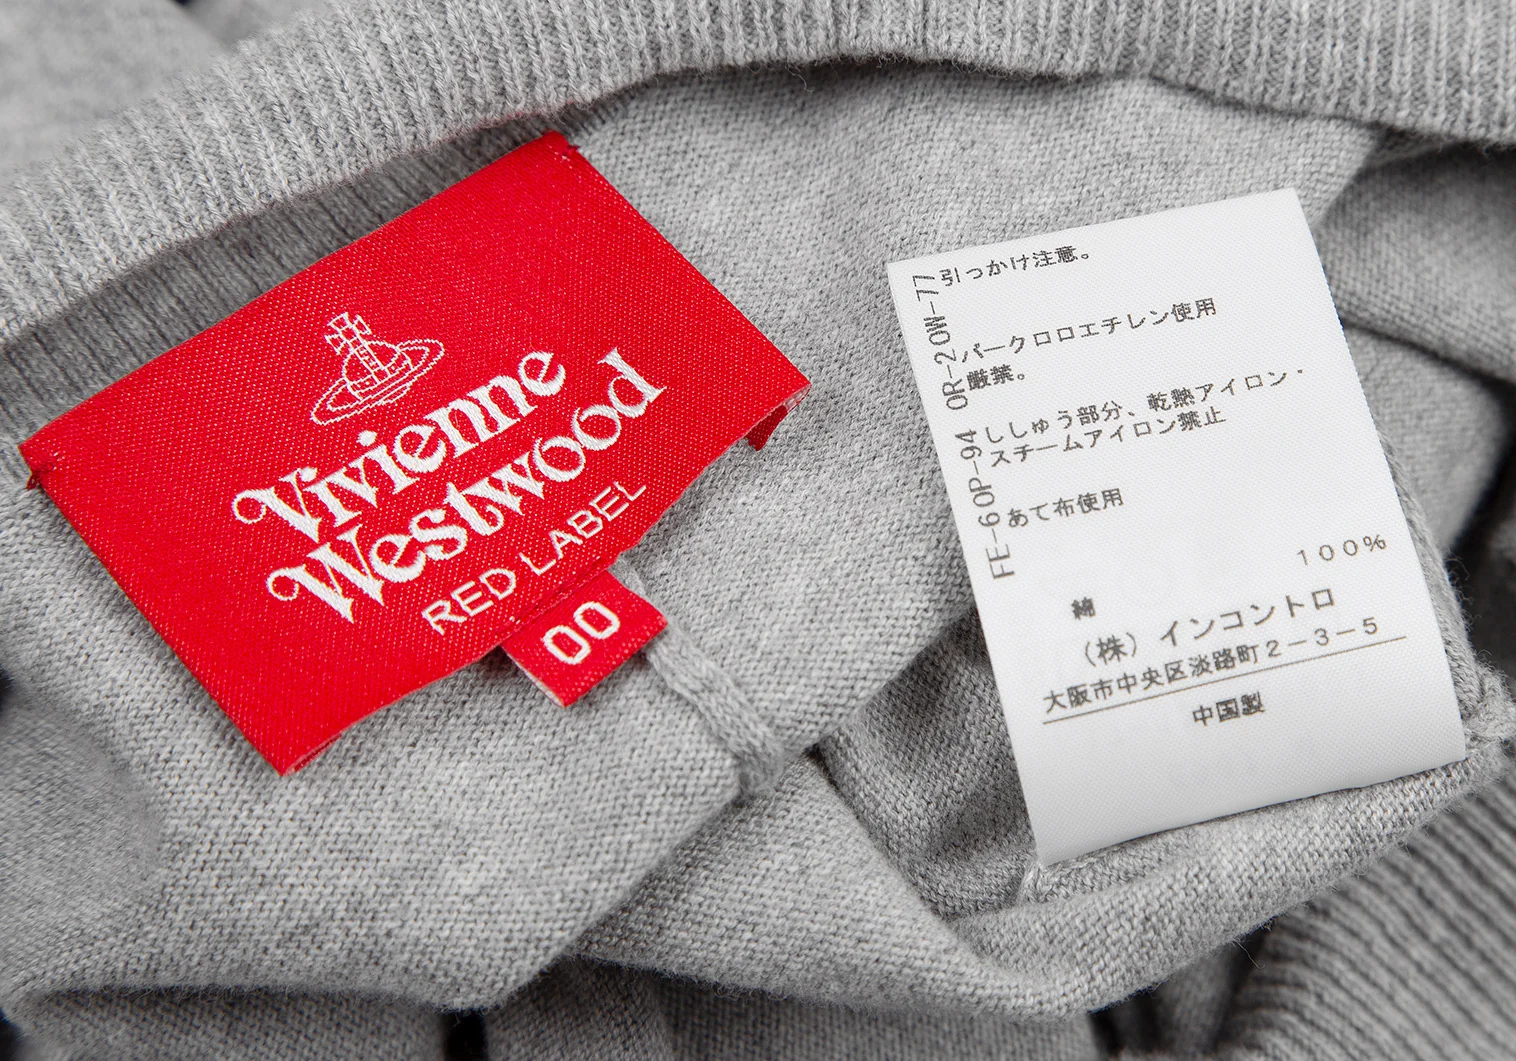 Vivienne
Westwood
RED LABEL
00
FE-60P-94 OR-20W-77
引っかけ注意。
パークロロエチレン使用
厳禁。
ししゅう部分、乾熱アイロン・
スチームアイロン禁止
あて布使用
100%
綿
(株)インコントロ
大阪市中央区淡路町2-3-5
中国製